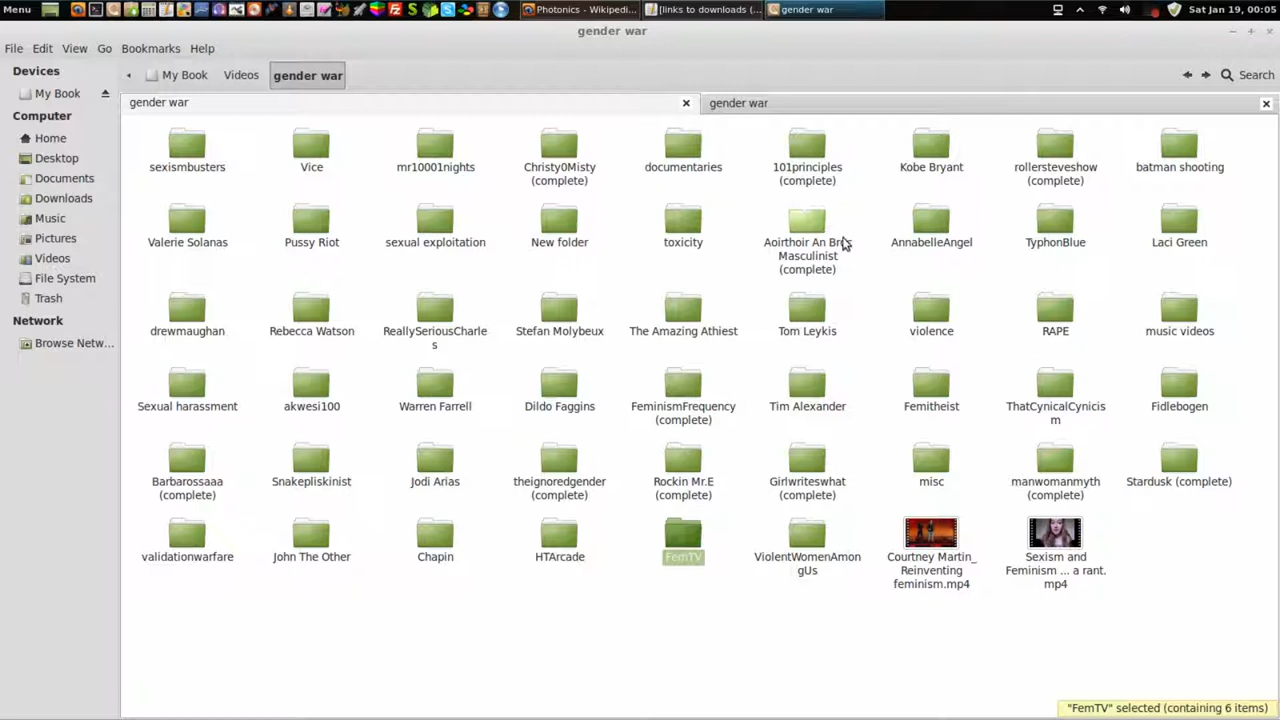 Menu Photonics - Wikipedi... [links to downloads (... gender war Sat Jan 19, 00:05
gender war
File Edit View Go Bookmarks Help
Devices
My Book
Computer
Home
Desktop
Documents
Downloads
Music
Pictures
Videos
File System
Trash
Network
Browse Netw...
My Book Videos gender war Search
gender war gender war
sexismbusters
Vice
mr10001nights
Christy0Misty
(complete)
documentaries
101principles
(complete)
Kobe Bryant
rollersteveshow
(complete)
batman shooting
Valerie Solanas
Pussy Riot
sexual exploitation
New folder
toxicity
Aoirthoir An
Masculinist
(complete)
AnnabelleAngel
TyphonBlue
Laci Green
drewmaughan
Rebecca Watson
ReallySeriousCharle
s
Stefan Molybeux
The Amazing Athiest
Tom Leykis
violence
RAPE
music videos
Sexual harassment
akwesi100
Warren Farrell
Dildo Faggins
FeminismFrequency
(complete)
Tim Alexander
Femitheist
ThatCynicalCynicis
m
Fidlebogen
Barbarossaaa
(complete)
Snakepliskinist
Jodi Arias
theignoredgender
(complete)
Rockin Mr.E
(complete)
Girlwriteswhat
(complete)
misc
manwomanmyth
(complete)
Stardusk (complete)
validationwarfare
John The Other
Chapin
HTArcade
FemTV
ViolentWomenAmon
gUs
Courtney Martin_
Reinventing
feminism.mp4
Sexism and
Feminism ... a rant.
mp4
"FemTV" selected (containing 6 items)